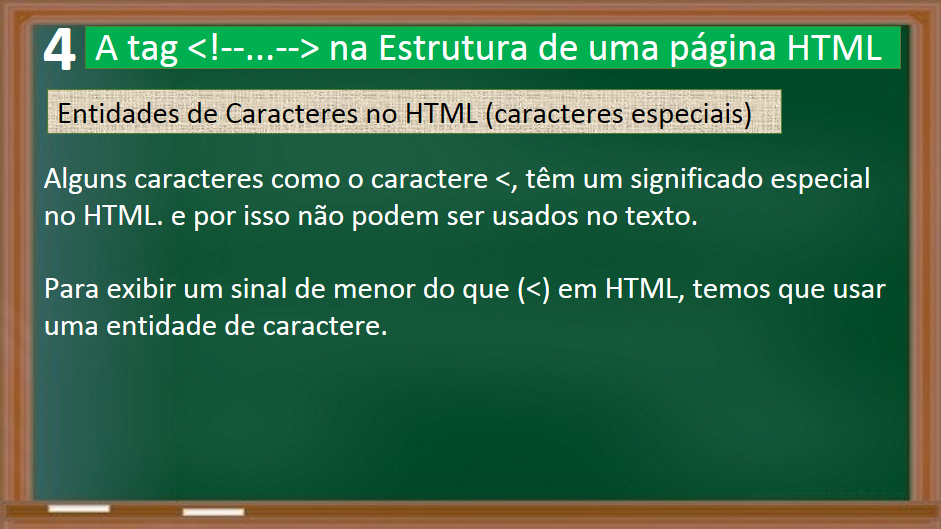 4 A tag <!--...--> na Estrutura de uma página HTML
Entidades de Caracteres no HTML (caracteres especiais)
Alguns caracteres como o caractere <, têm um significado especial
no HTML. e por isso não podem ser usados no texto.
Para exibir um sinal de menor do que (<) em HTML, temos que usar
uma entidade de caractere.